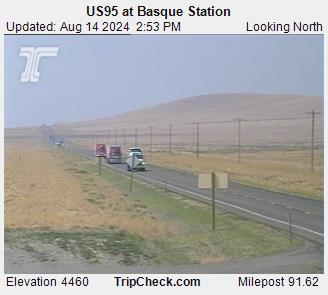 US95 at Basque Station
Updated: Aug 14 2024 2:53 PM Looking North
Elevation 4460 TripCheck.com Milepost 91.62